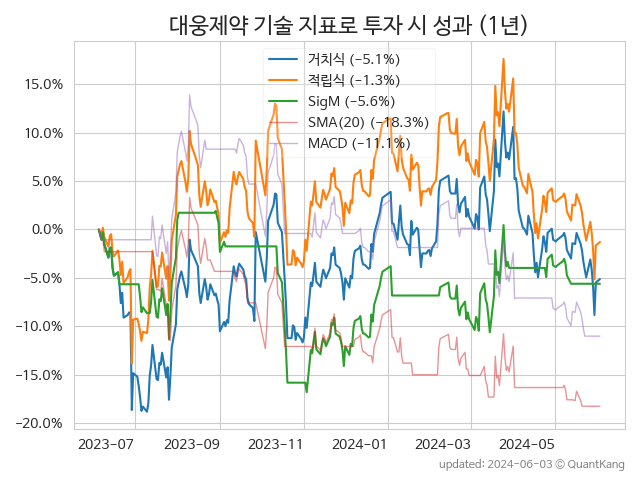 대웅제약 기술 지표로 투자 시 성과 (1년)
거치식 (−5.1%)
적립식 (−1.3%)
SigM (−5.6%)
SMA(20) (−18.3%)
MACD (−11.1%)
15.0%
10.0%
5.0%
0.0%
−5.0%
−10.0%
−15.0%
−20.0%
2023-07 2023-09 2023-11 2024-01 2024-03 2024-05
updated: 2024-06-03 © QuantKang